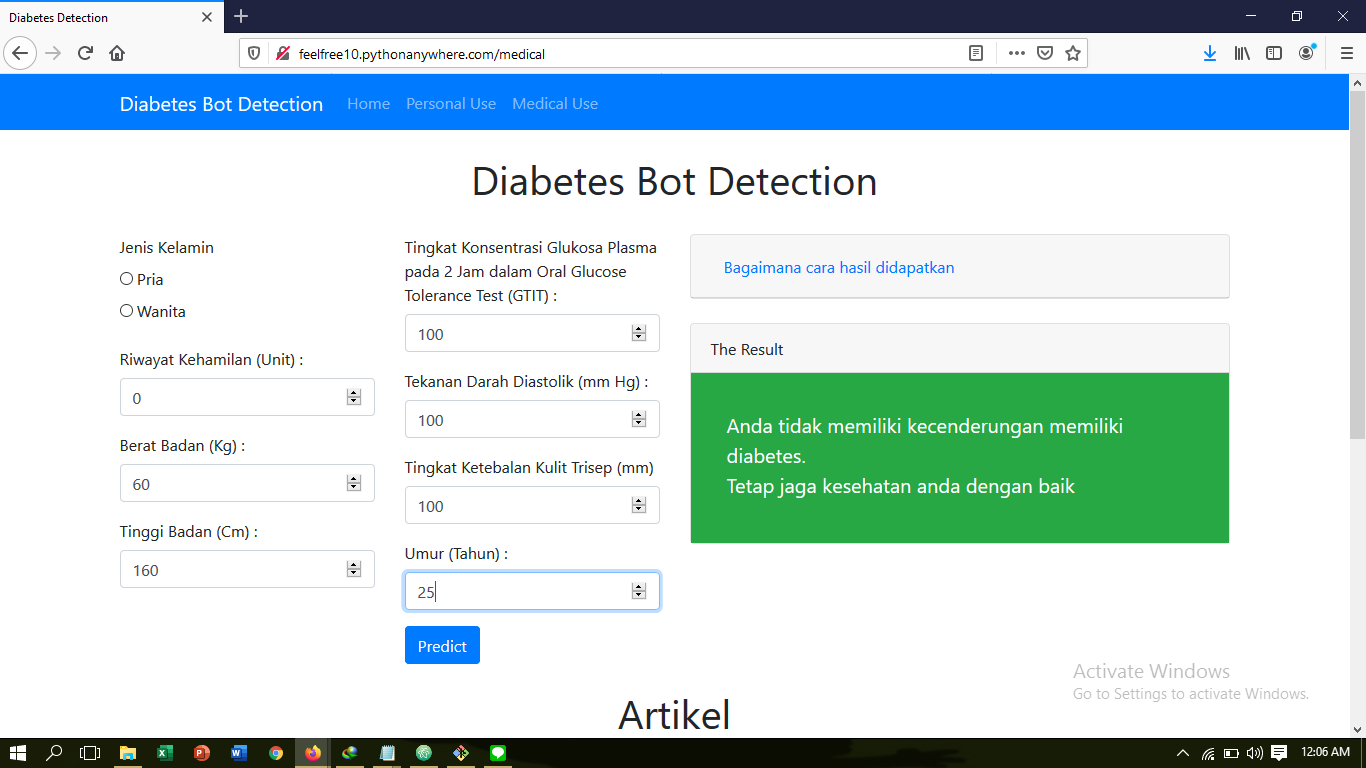 Diabetes Detection
feelfree10.pythonanywhere.com/medical
Diabetes Bot Detection
Home
Personal Use
Medical Use
Diabetes Bot Detection
Jenis Kelamin
Pria
Wanita
Riwayat Kehamilan (Unit) :
0
Berat Badan (Kg) :
60
Tinggi Badan (Cm) :
160
Tingkat Konsentrasi Glukosa Plasma
pada 2 Jam dalam Oral Glucose
Tolerance Test (GTIT) :
100
Tekanan Darah Diastolik (mm Hg) :
100
Tingkat Ketebalan Kulit Trisep (mm)
100
Umur (Tahun) :
25
Predict
Bagaimana cara hasil didapatkan
The Result
Anda tidak memiliki kecenderungan memiliki
diabetes.
Tetap jaga kesehatan anda dengan baik
Artikel
Activate Windows
Go to Settings to activate Windows.
12:06 AM